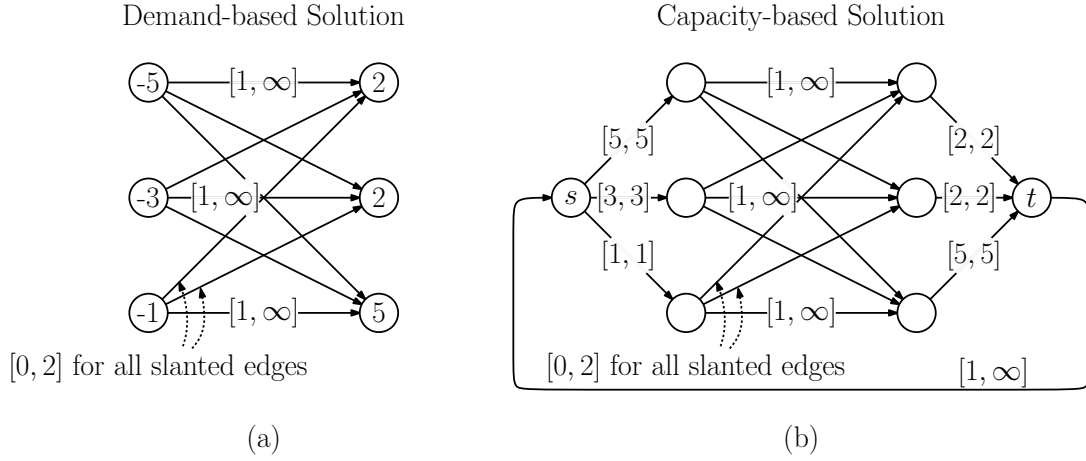 Demand-based Solution
Capacity-based Solution
-5 [1, ∞] 2
-3 [1, ∞] 2
-1 [1, ∞] 5
[0, 2] for all slanted edges
(a)
[1, ∞]
[5, 5] [2, 2]
s [3, 3] [1, ∞] [2, 2] t
[1, 1] [5, 5]
[1, ∞]
[0, 2] for all slanted edges
[1, ∞]
(b)